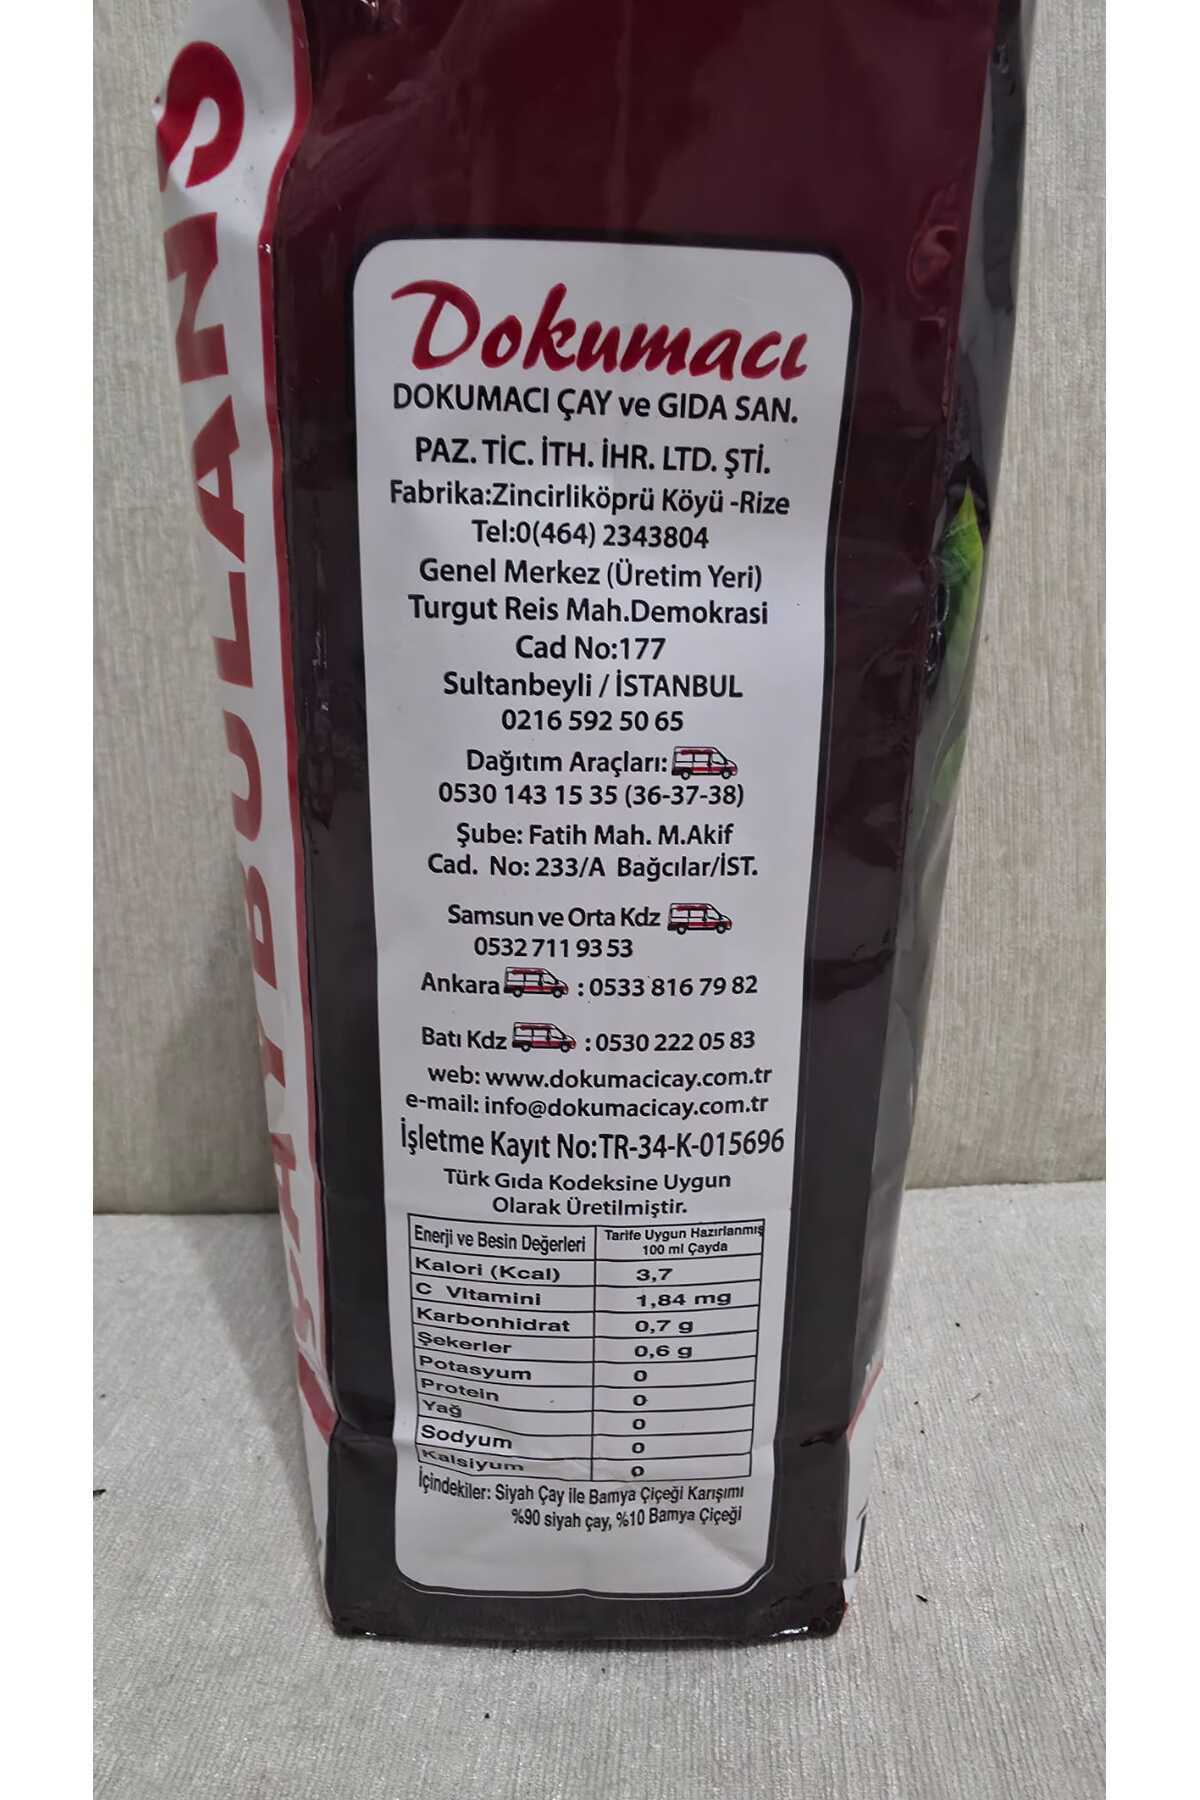 Dokumacı
DOKUMACI ÇAY ve GIDA SAN.
PAZ. TİC. İTH. İHR. LTD. ŞTİ.
Fabrika:Zincirliköprü Köyü -Rize
Tel:0(464) 2343804
Genel Merkez (Üretim Yeri)
Turgut Reis Mah.Demokrasi
Cad No:177
Sultanbeyli / İSTANBUL
0216 592 50 65
Dağıtım Araçları:
0530 143 15 35 (36-37-38)
Şube: Fatih Mah. M.Akif
Cad. No: 233/A Bağcılar/İST.
Samsun ve Orta Kdz
0532 711 93 53
Ankara : 0533 816 79 82
Batı Kdz : 0530 222 05 83
web: www.dokumacicay.com.tr
e-mail: info@dokumacicay.com.tr
İşletme Kayıt No:TR-34-K-015696
Türk Gıda Kodeksine Uygun
Olarak Üretilmiştir.
Enerji ve Besin Değerleri Tarife Uygun Hazırlanmış
100 ml Çayda
Kalori (Kcal) 3,7
C Vitamini 1,84 mg
Karbonhidrat 0,7 g
Şekerler 0,6 g
Potasyum 0
Protein 0
Yağ 0
Sodyum 0
Kalsiyum 0
İçindekiler: Siyah Çay ile Bamya Çiçeği Karışımı
%90 siyah çay, %10 Bamya Çiçeği